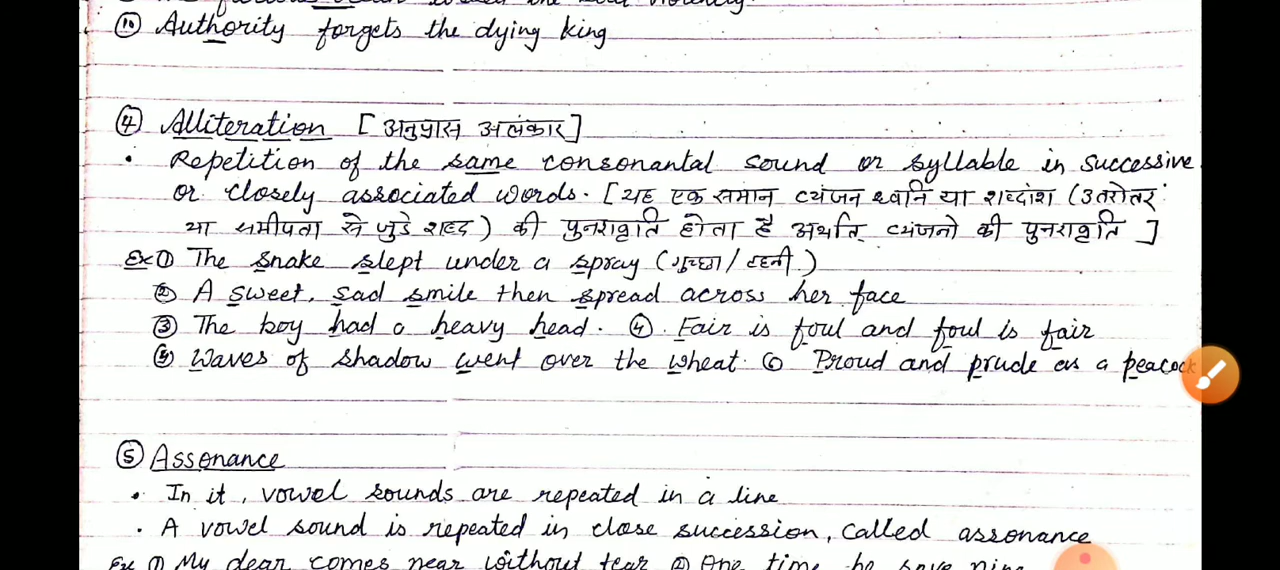 ⑪ Authority forgets the dying king
④ Alliteration [अनुप्रास अलंकार]
• Repetition of the same consonantal sound or syllable in successive
or closely associated words. [यह एक समान व्यंजन ध्वनि या शब्दांश (उतरोतर
या समीपता से जुडे शब्द) की पुनरावृति होता है अर्थात् व्यंजनो की पुनरावृति]
Ex ① The snake slept under a spray (गुच्छा/टहनी)
② A sweet, sad smile then spread across her face
③ The boy had a heavy head. ④ Fair is foul and foul is fair
⑤ Waves of shadow went over the wheat ⑥ Proud and prude as a peacock
⑤ Assonance
• In it, vowel sounds are repeated in a line
• A vowel sound is repeated in close succession, called assonance
Ex ① My dear comes near without fear ② One time